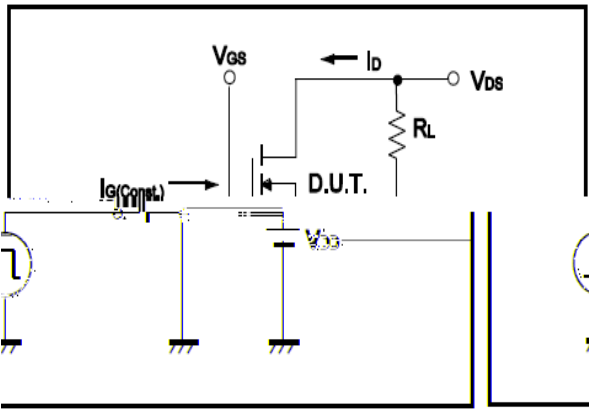 VGS
ID
VDS
RL
IG(Const.)
D.U.T.
VDD